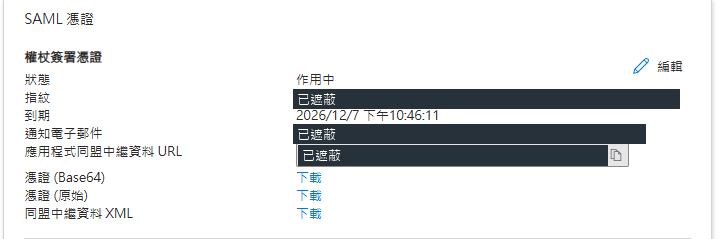 SAML 憑證
權杖簽署憑證
編輯
狀態 作用中
指紋 已遮蔽
到期 2026/12/7 下午10:46:11
通知電子郵件 已遮蔽
應用程式同盟中繼資料 URL 已遮蔽
憑證 (Base64) 下載
憑證 (原始) 下載
同盟中繼資料 XML 下載